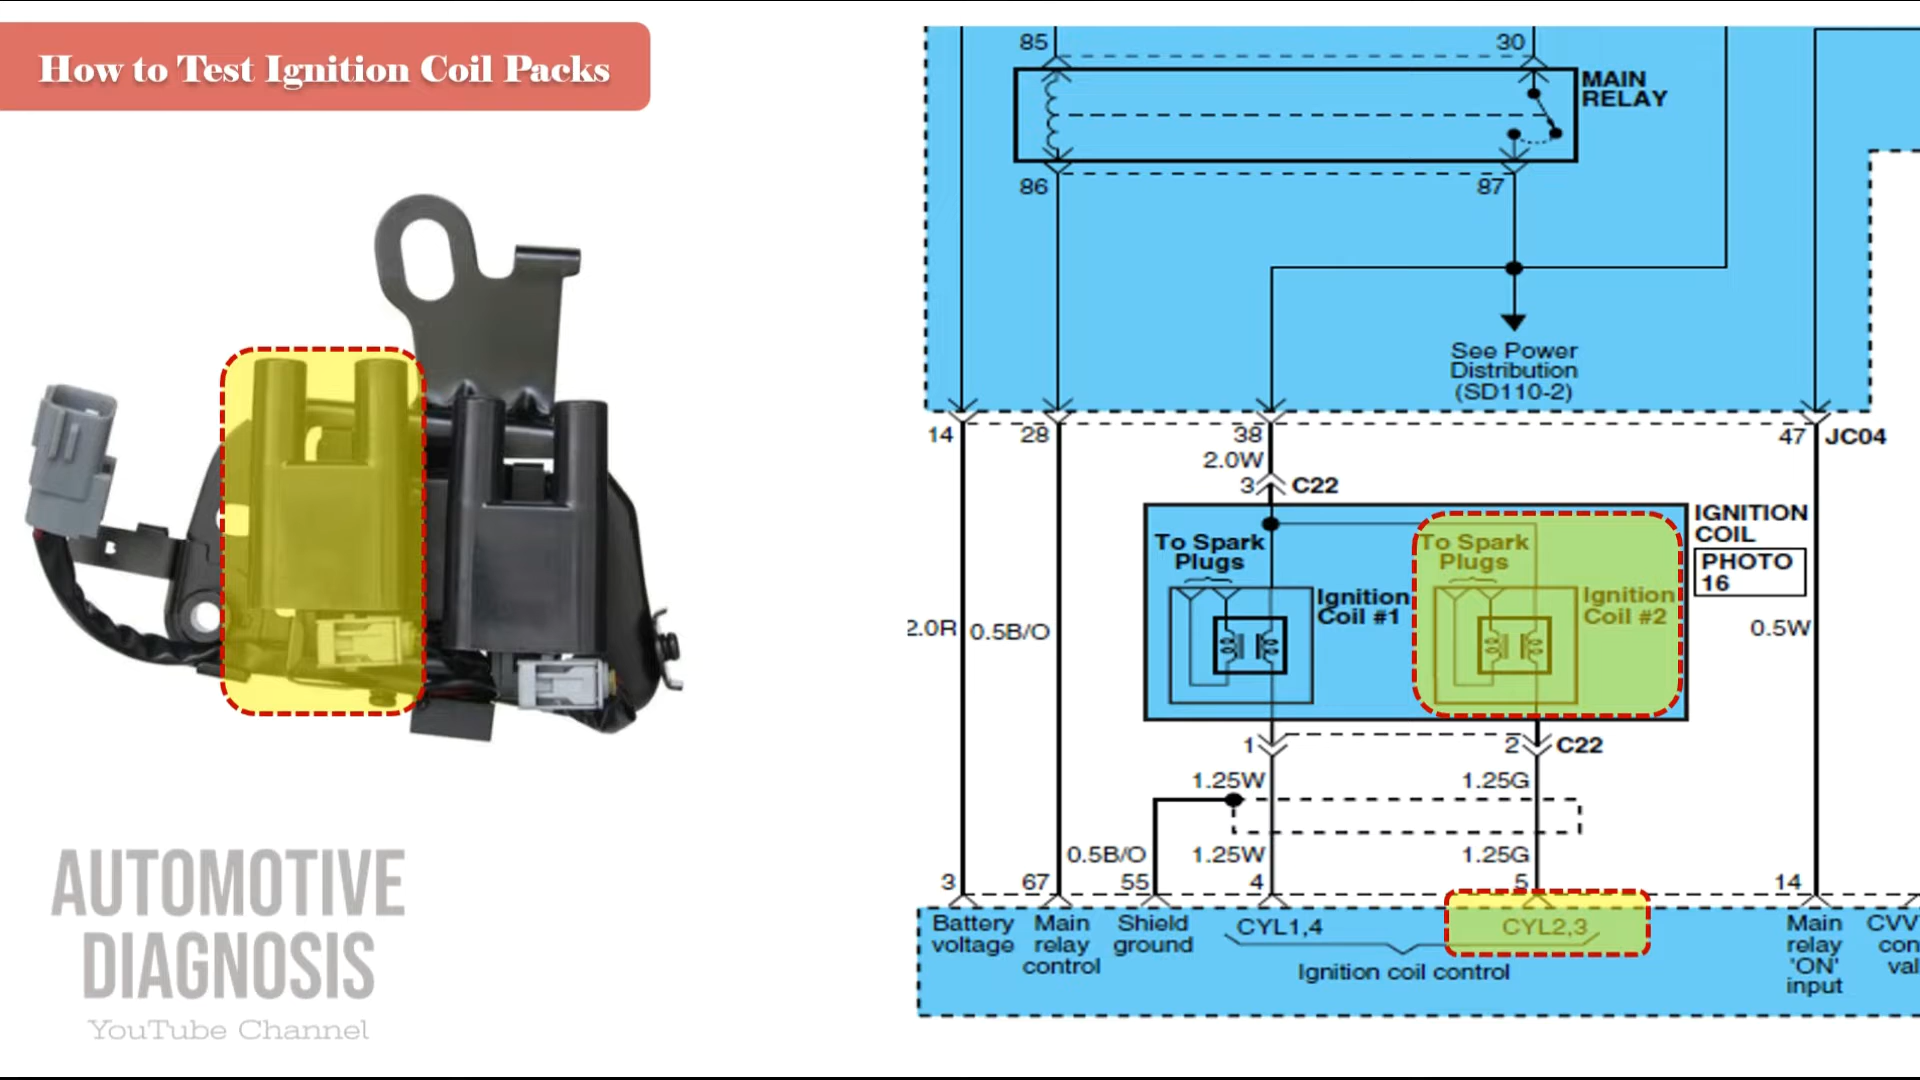 How to Test Ignition Coil Packs
85
30
MAIN
RELAY
86
87
See Power
Distribution
(SD110-2)
14
28
38
47
JC04
2.0W
3
C22
To Spark
Plugs
Ignition
Coil #1
To Spark
Plugs
Ignition
Coil #2
IGNITION
COIL
PHOTO
16
2.0R
0.5B/O
0.5W
1
2
C22
1.25W
1.25G
0.5B/O
1.25W
1.25G
3
67
55
4
5
14
Battery
voltage
Main
relay
control
Shield
ground
CYL1,4
CYL2,3
Ignition coil control
Main
relay
'ON'
input
CVV
con
val
AUTOMOTIVE
DIAGNOSIS
YouTube Channel